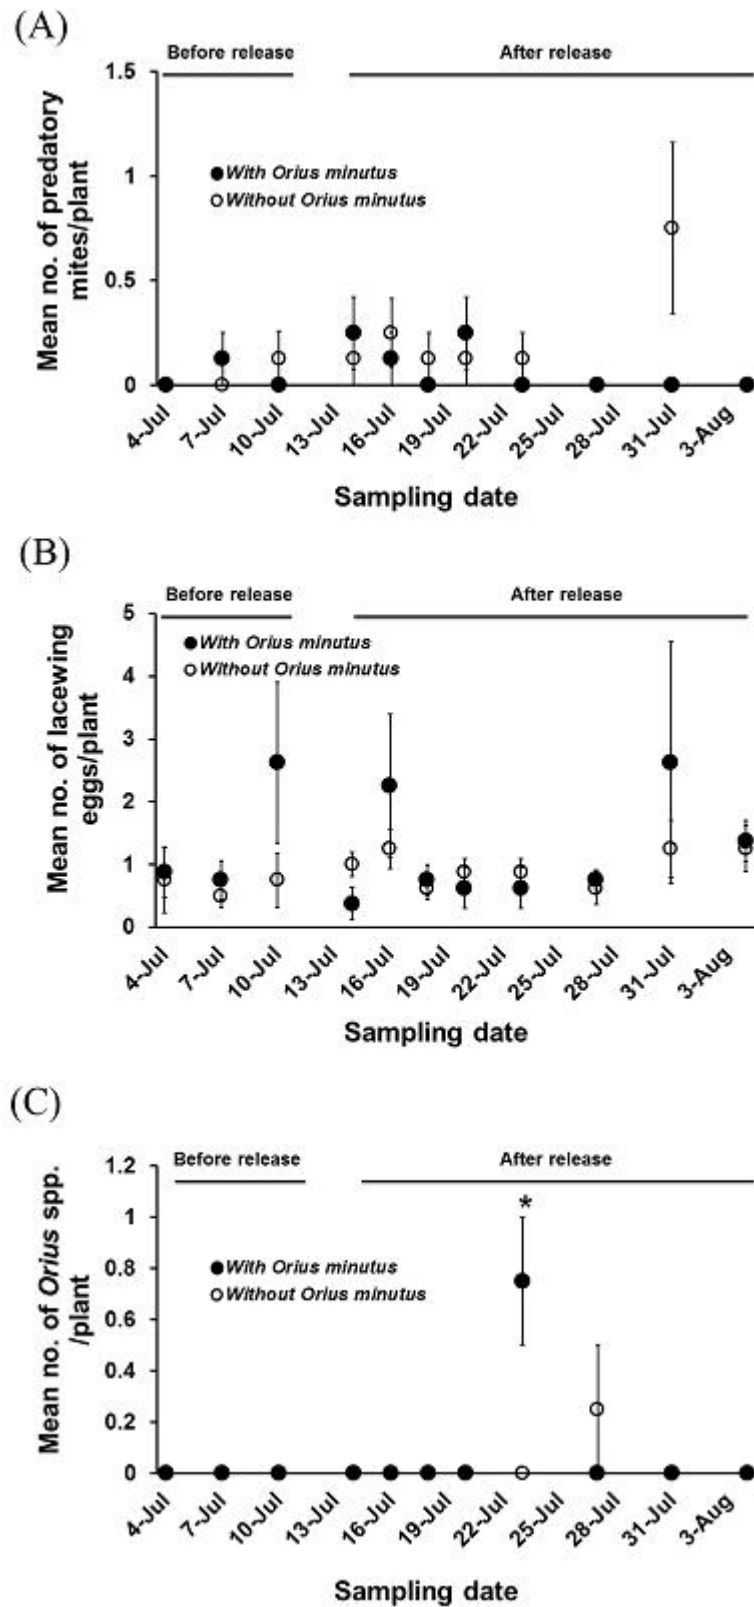 (A)
Before release After release
1.5
1
0.5
0
Mean no. of predatory
mites/plant
With Orius minutus
Without Orius minutus
4-Jul 7-Jul 10-Jul 13-Jul 16-Jul 19-Jul 22-Jul 25-Jul 28-Jul 31-Jul 3-Aug
Sampling date
(B)
Before release After release
5
4
3
2
1
0
Mean no. of lacewing
eggs/plant
With Orius minutus
Without Orius minutus
4-Jul 7-Jul 10-Jul 13-Jul 16-Jul 19-Jul 22-Jul 25-Jul 28-Jul 31-Jul 3-Aug
Sampling date
(C)
Before release After release
1.2
1
0.8
0.6
0.4
0.2
0
Mean no. of Orius spp.
/plant
*
With Orius minutus
Without Orius minutus
4-Jul 7-Jul 10-Jul 13-Jul 16-Jul 19-Jul 22-Jul 25-Jul 28-Jul 31-Jul 3-Aug
Sampling date